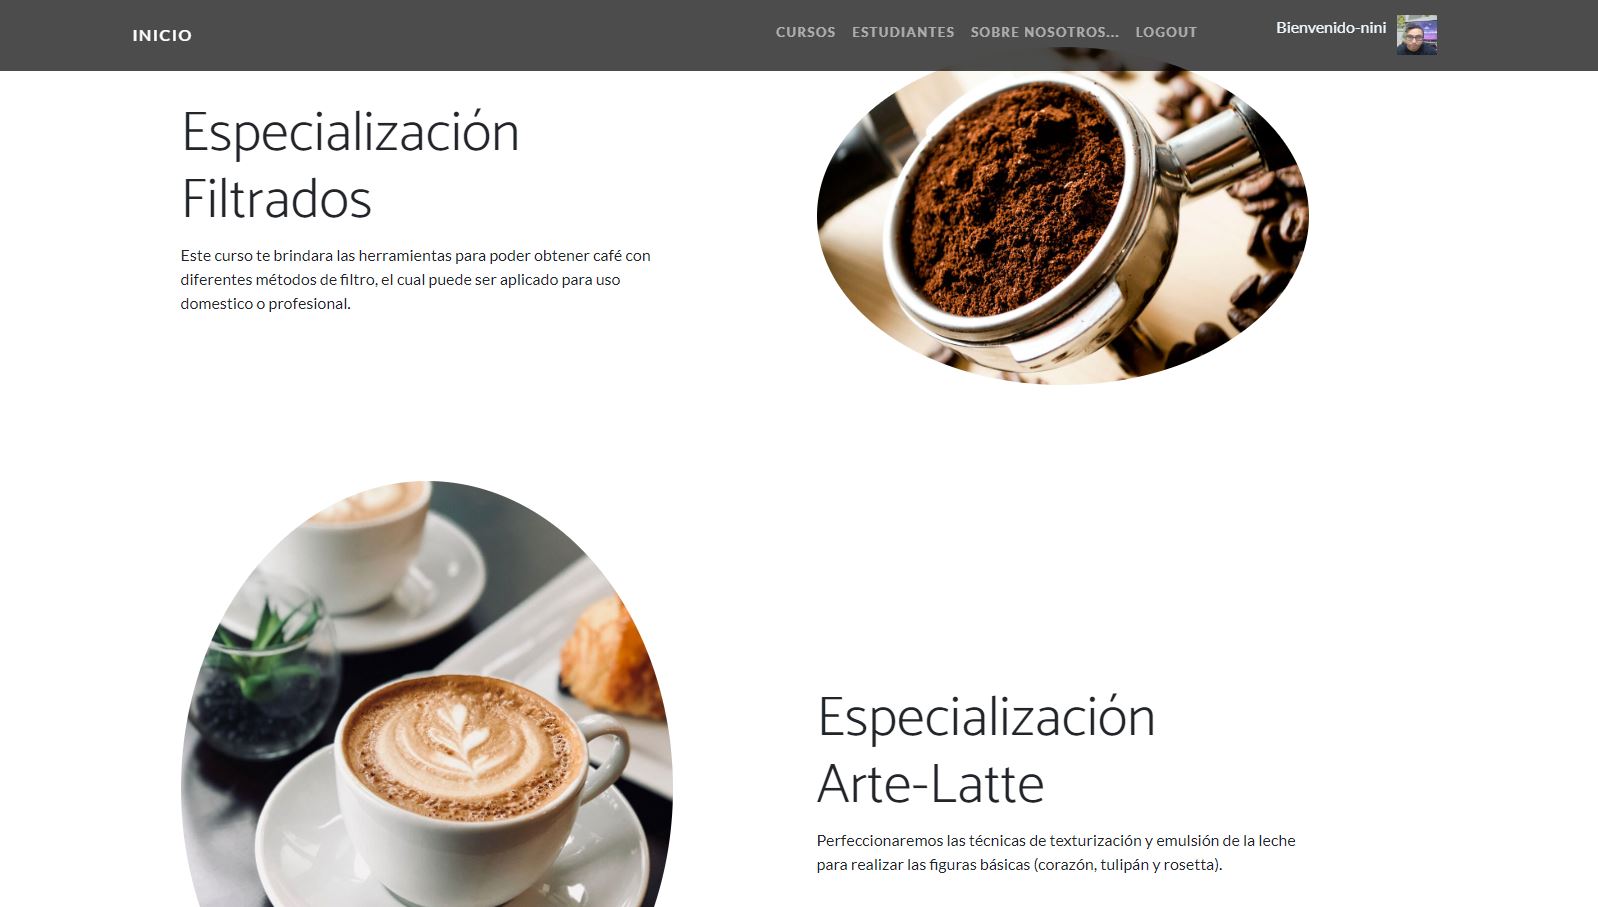 INICIO
CURSOS ESTUDIANTES SOBRE NOSOTROS... LOGOUT
Bienvenido-nini
Especialización
Filtrados
Este curso te brindara las herramientas para poder obtener café con
diferentes métodos de filtro, el cual puede ser aplicado para uso
domestico o profesional.
Especialización
Arte-Latte
Perfeccionaremos las técnicas de texturización y emulsión de la leche
para realizar las figuras básicas (corazón, tulipán y rosetta).